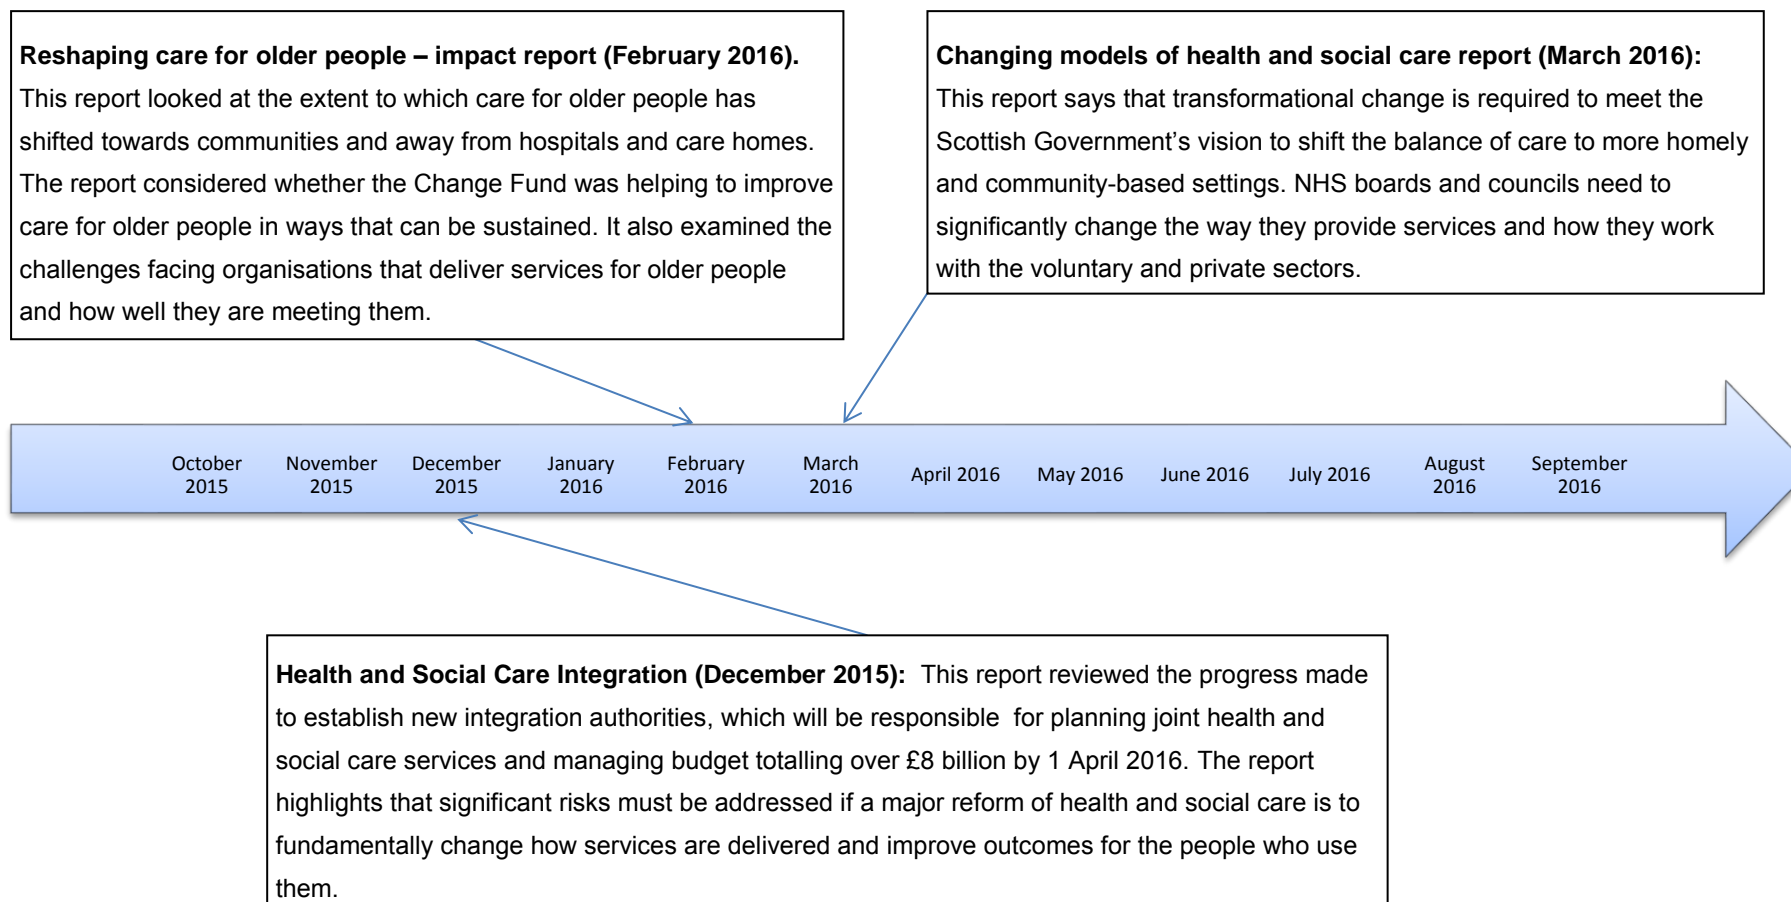 Reshaping care for older people – impact report (February 2016).
This report looked at the extent to which care for older people has
shifted towards communities and away from hospitals and care homes.
The report considered whether the Change Fund was helping to improve
care for older people in ways that can be sustained. It also examined the
challenges facing organisations that deliver services for older people
and how well they are meeting them.
Changing models of health and social care report (March 2016):
This report says that transformational change is required to meet the
Scottish Government’s vision to shift the balance of care to more homely
and community-based settings. NHS boards and councils need to
significantly change the way they provide services and how they work
with the voluntary and private sectors.
October
2015
November
2015
December
2015
January
2016
February
2016
March
2016
April 2016
May 2016
June 2016
July 2016
August
2016
September
2016
Health and Social Care Integration (December 2015): This report reviewed the progress made
to establish new integration authorities, which will be responsible for planning joint health and
social care services and managing budget totalling over £8 billion by 1 April 2016. The report
highlights that significant risks must be addressed if a major reform of health and social care is to
fundamentally change how services are delivered and improve outcomes for the people who use
them.